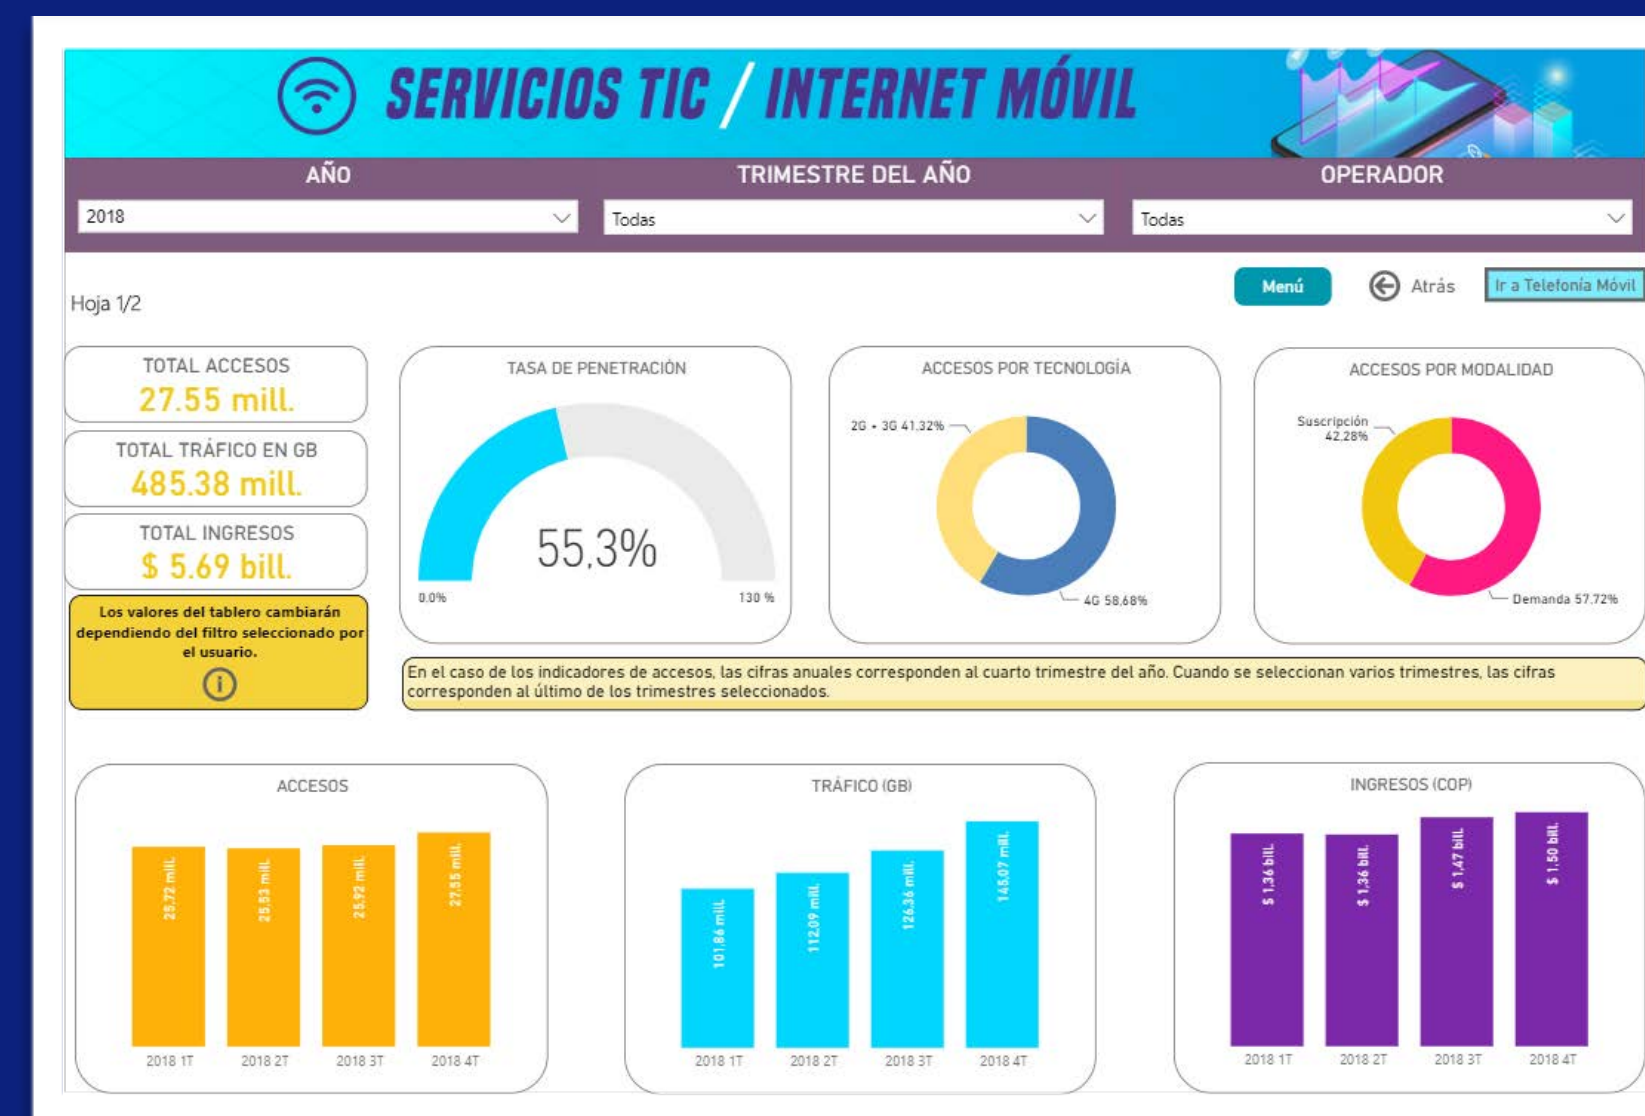 SERVICIOS TIC / INTERNET MÓVIL
AÑO
TRIMESTRE DEL AÑO
OPERADOR
2018
Todas
Todas
Hoja 1/2
Menú
Atrás
Ir a Telefonía Móvil
TOTAL ACCESOS
27.55 mill.
TOTAL TRÁFICO EN GB
485.38 mill.
TOTAL INGRESOS
$ 5.69 bill.
Los valores del tablero cambiarán
dependiendo del filtro seleccionado por
el usuario.
TASA DE PENETRACIÓN
55,3%
0.0%
130 %
ACCESOS POR TECNOLOGÍA
2G + 3G 41,32%
4G 58,68%
ACCESOS POR MODALIDAD
Suscripción
42,28%
Demanda 57,72%
En el caso de los indicadores de accesos, las cifras anuales corresponden al cuarto trimestre del año. Cuando se seleccionan varios trimestres, las cifras
corresponden al último de los trimestres seleccionados.
ACCESOS
25,72 mill.
25,53 mill.
25,92 mill.
27,55 mill.
2018 1T
2018 2T
2018 3T
2018 4T
TRÁFICO (GB)
101,86 mill.
112,09 mill.
126,36 mill.
145,07 mill.
2018 1T
2018 2T
2018 3T
2018 4T
INGRESOS (COP)
$ 1,36 bill.
$ 1,36 bill.
$ 1,47 bill.
$ 1,50 bill.
2018 1T
2018 2T
2018 3T
2018 4T